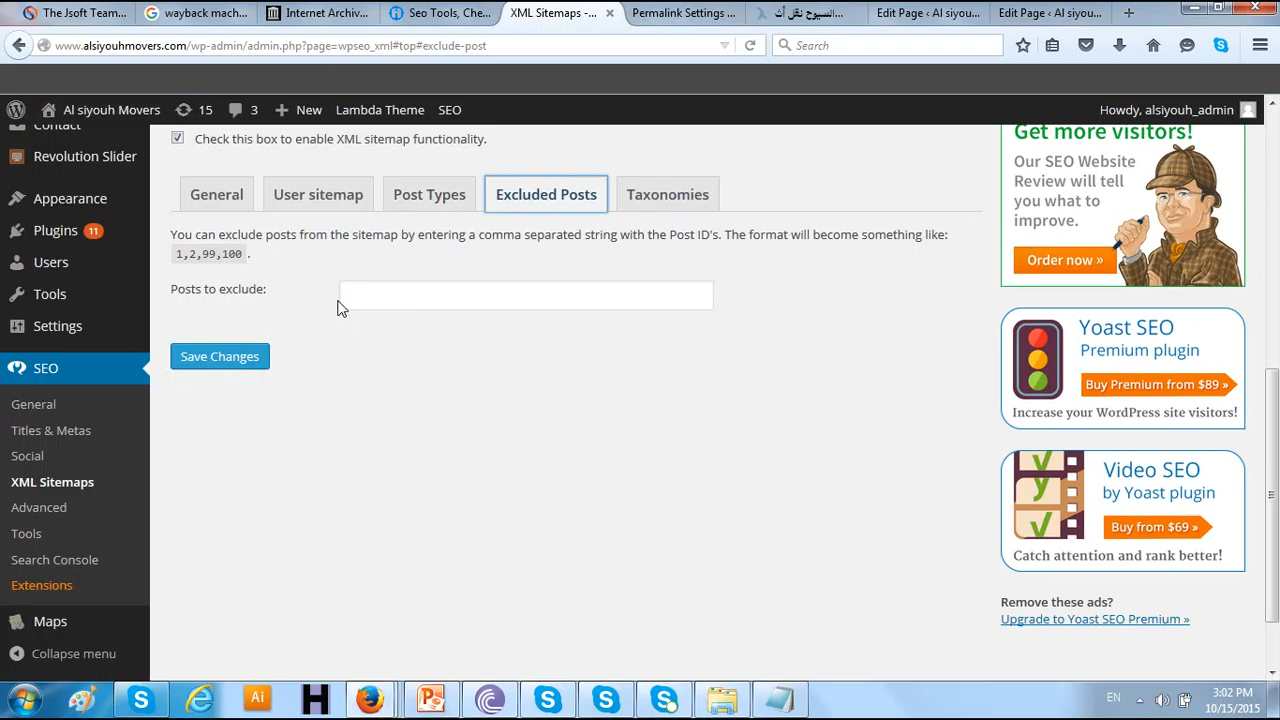 The Jsoft Team...
wayback mach...
Internet Archiv...
Seo Tools, Che...
XML Sitemaps -...
Permalink Settings ...
السيوح نقل أث...
Edit Page ‹ Al siyou...
Edit Page ‹ Al siyou...
www.alsiyouhmovers.com/wp-admin/admin.php?page=wpseo_xml#top#exclude-post
Search
Al siyouh Movers
15
3
New
Lambda Theme
SEO
Howdy, alsiyouh_admin
Contact
Revolution Slider
Appearance
Plugins 11
Users
Tools
Settings
SEO
General
Titles & Metas
Social
XML Sitemaps
Advanced
Tools
Search Console
Extensions
Maps
Collapse menu
Check this box to enable XML sitemap functionality.
General
User sitemap
Post Types
Excluded Posts
Taxonomies
You can exclude posts from the sitemap by entering a comma separated string with the Post ID's. The format will become something like:
1,2,99,100 .
Posts to exclude:
Save Changes
Get more visitors!
Our SEO Website
Review will tell
you what to
improve.
Order now »
Yoast SEO
Premium plugin
Buy Premium from $89 »
Increase your WordPress site visitors!
Video SEO
by Yoast plugin
Buy from $69 »
Catch attention and rank better!
Remove these ads?
Upgrade to Yoast SEO Premium »
Ai
H
EN
3:02 PM
10/15/2015